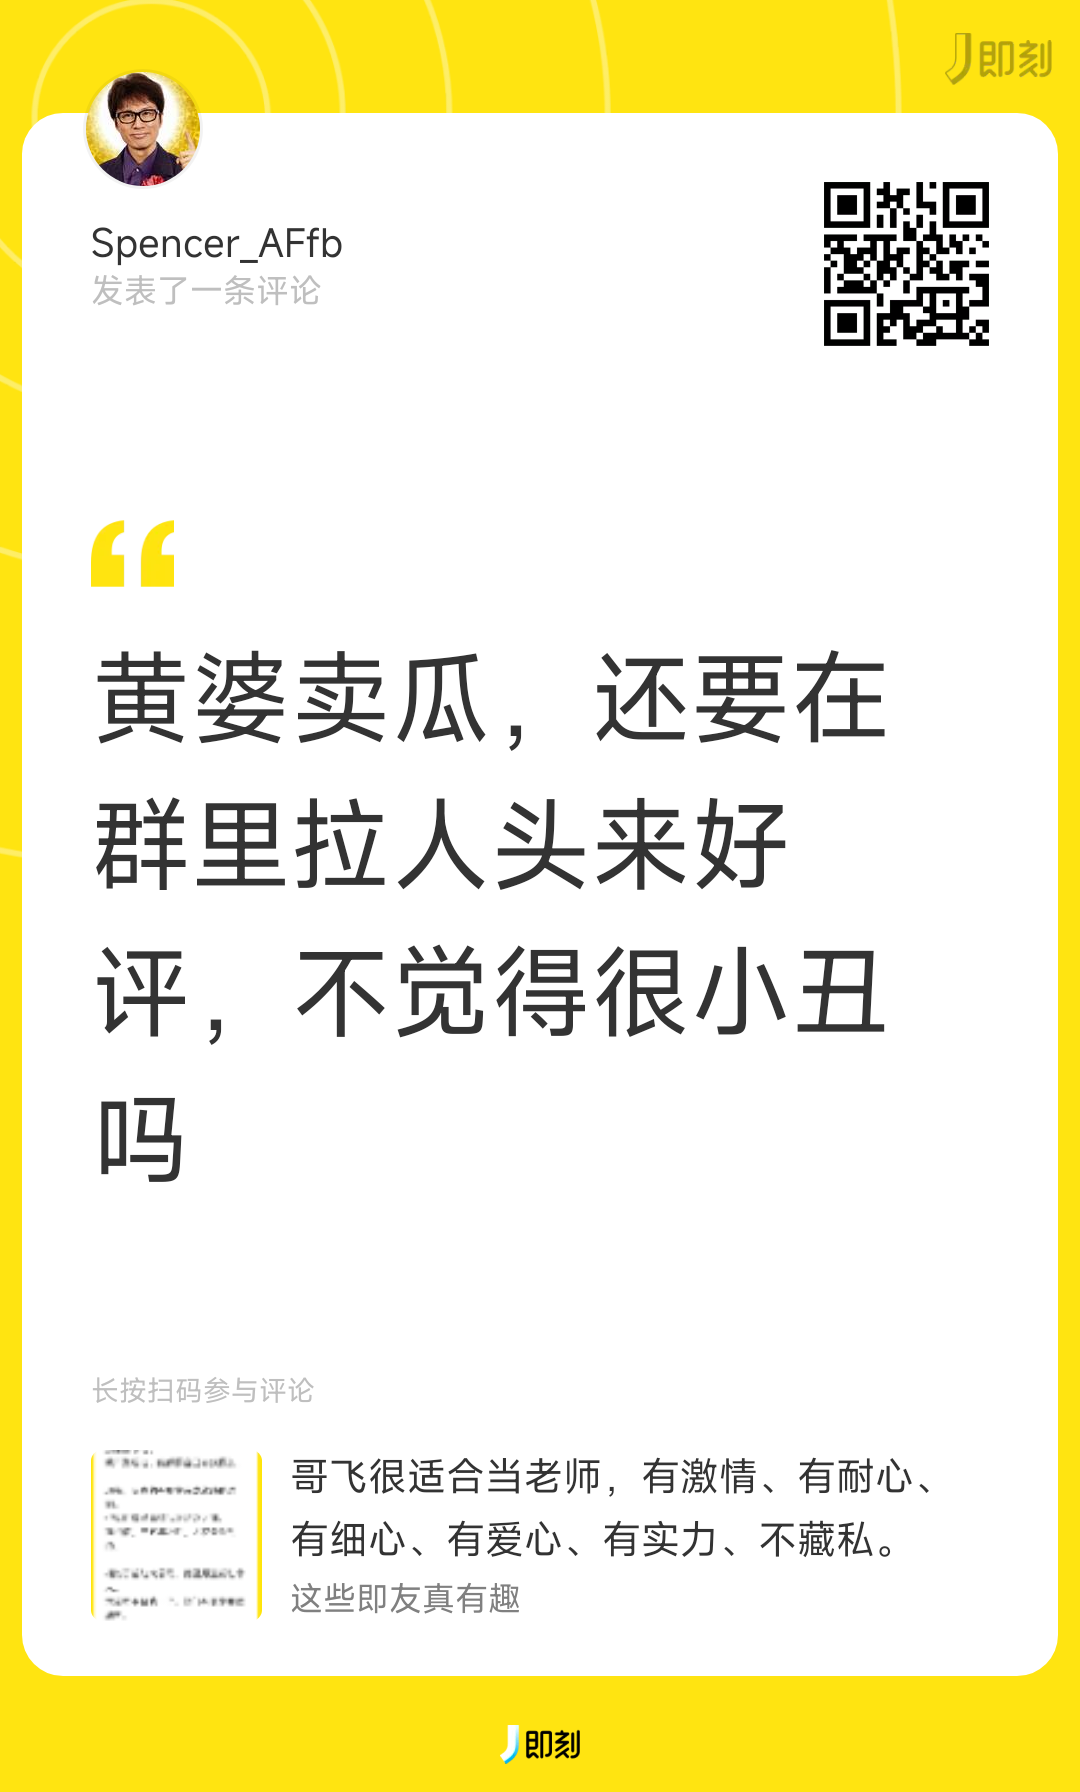 即刻
Spencer_AFfb
发表了一条评论
黄婆卖瓜，还要在
群里拉人头来好
评，不觉得很小丑
吗
长按扫码参与评论
哥飞很适合当老师，有激情、有耐心、
有细心、有爱心、有实力、不藏私。
这些即友真有趣
即刻